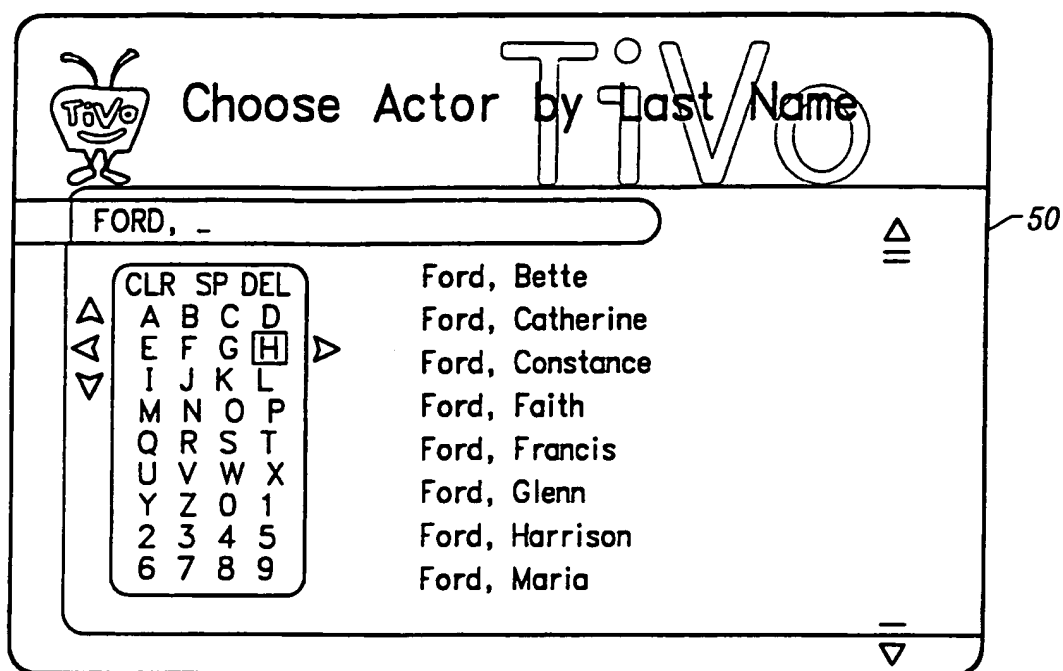 TiVo
TiVo
Choose Actor by Last Name
50
FORD, _
CLR SP DEL
A B C D
E F G H
I J K L
M N O P
Q R S T
U V W X
Y Z 0 1
2 3 4 5
6 7 8 9
Ford, Bette
Ford, Catherine
Ford, Constance
Ford, Faith
Ford, Francis
Ford, Glenn
Ford, Harrison
Ford, Maria